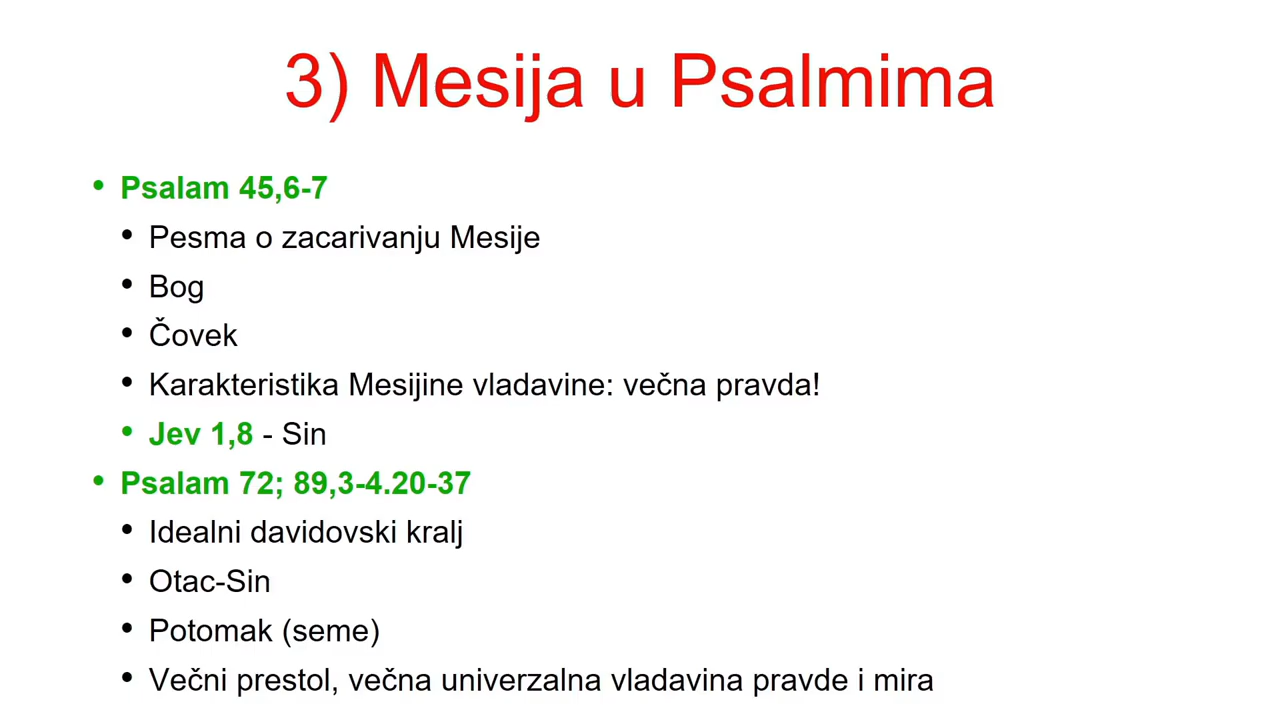 3) Mesija u Psalmima
• Psalam 45,6-7
• Pesma o zacarivanju Mesije
• Bog
• Čovek
• Karakteristika Mesijine vladavine: večna pravda!
• Jev 1,8 - Sin
• Psalam 72; 89,3-4.20-37
• Idealni davidovski kralj
• Otac-Sin
• Potomak (seme)
• Večni prestol, večna univerzalna vladavina pravde i mira